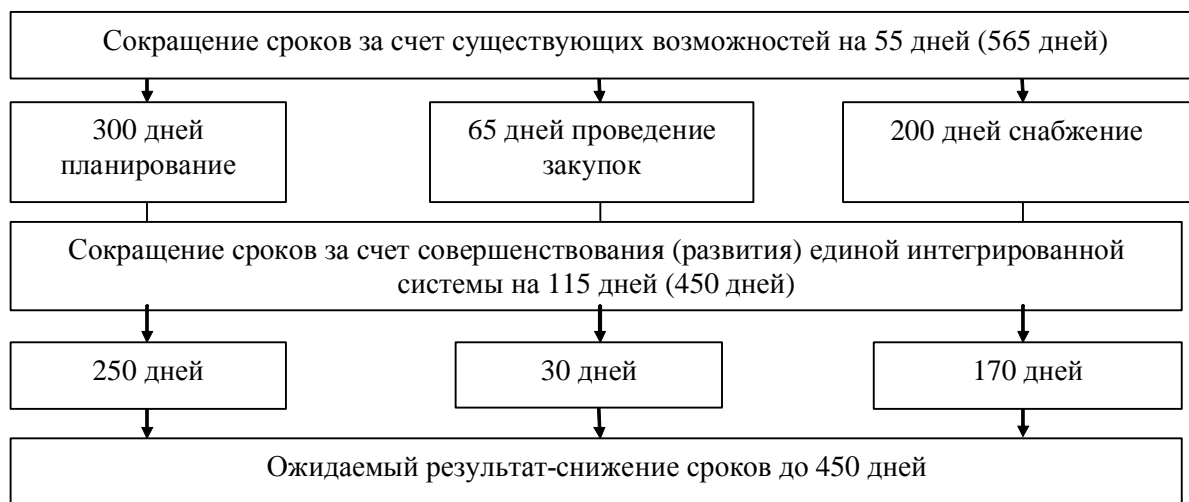 Сокращение сроков за счет существующих возможностей на 55 дней (565 дней)
300 дней
планирование
65 дней проведение
закупок
200 дней снабжение
Сокращение сроков за счет совершенствования (развития) единой интегрированной
системы на 115 дней (450 дней)
250 дней
30 дней
170 дней
Ожидаемый результат-снижение сроков до 450 дней